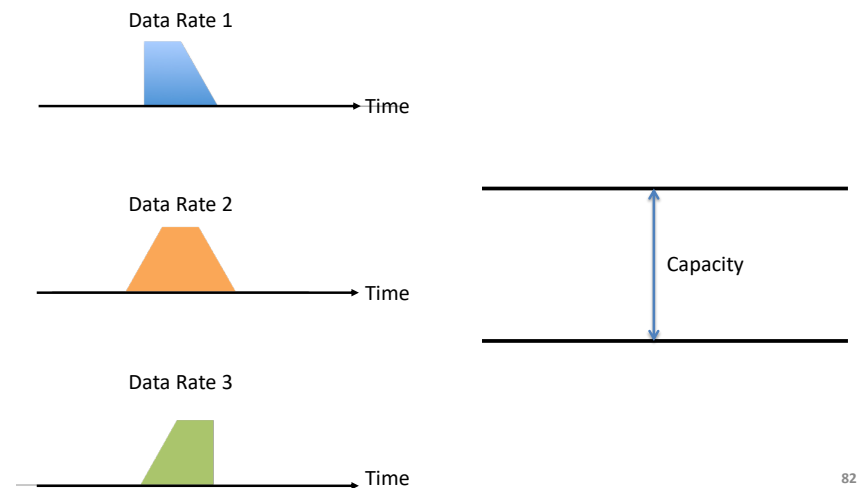 Data Rate 1
Time
Data Rate 2
Time
Capacity
Data Rate 3
Time
82